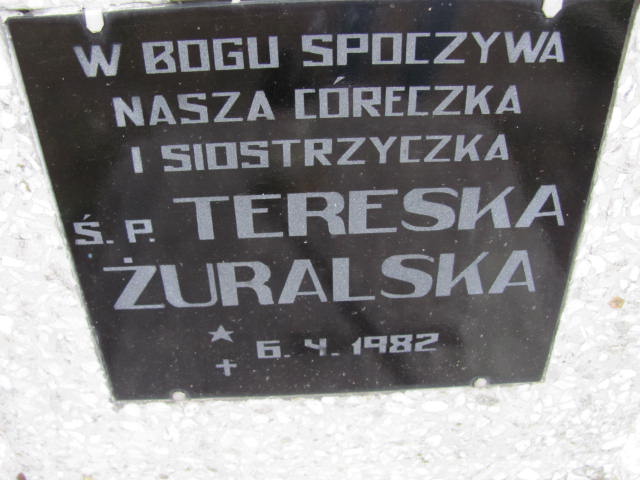 W BOGU SPOCZYWA
NASZA CÓRECZKA
I SIOSTRZYCZKA
Ś.P. TERESKA
ŻURALSKA
* + 6.4.1982